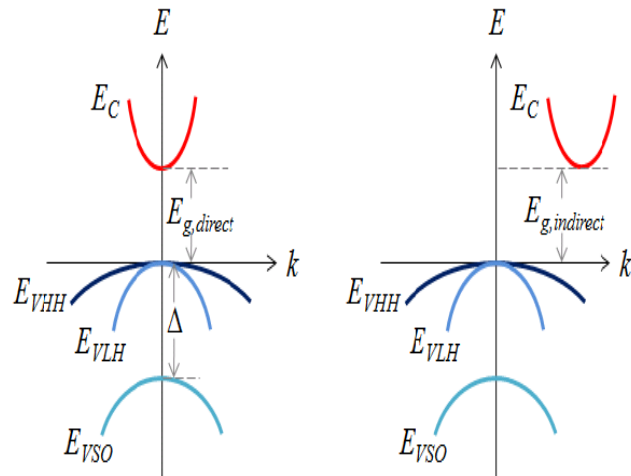 E
E
E_C
E_C
E_g,direct
E_g,indirect
k
k
E_VHH
E_VHH
Δ
E_VLH
E_VLH
E_VSO
E_VSO